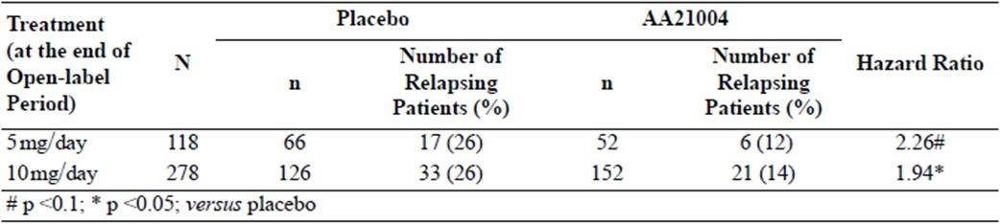 Treatment (at the end of Open-label Period) N Placebo AA21004 Hazard Ratio
n Number of Relapsing Patients (%) n Number of Relapsing Patients (%)
5mg/day 118 66 17 (26) 52 6 (12) 2.26#
10mg/day 278 126 33 (26) 152 21 (14) 1.94*
# p <0.1; * p <0.05; versus placebo